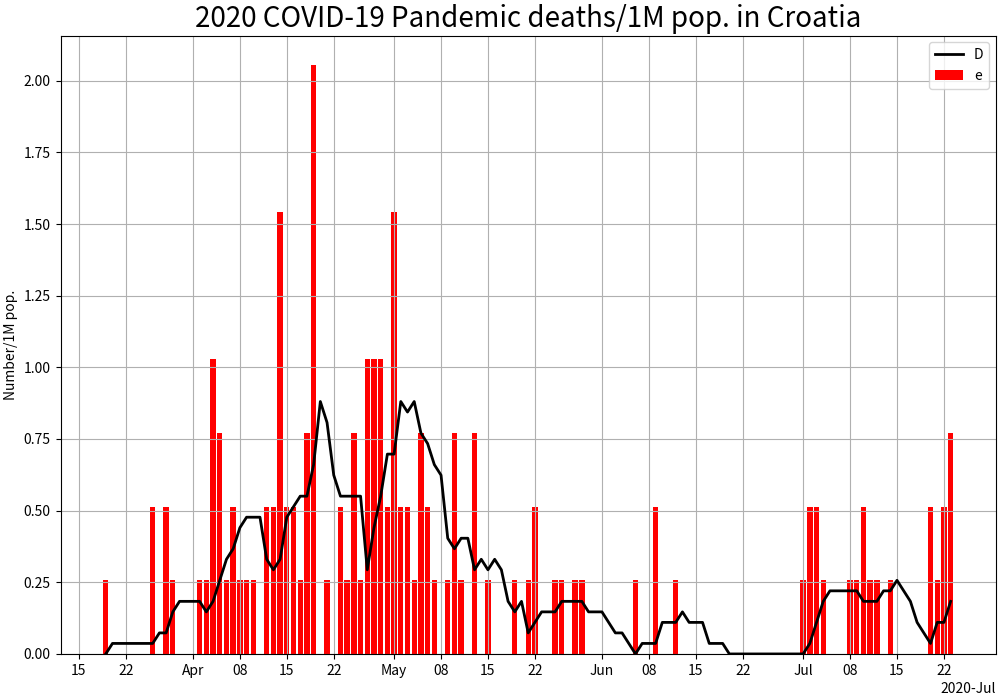 2020 COVID-19 Pandemic deaths/1M pop. in Croatia
D
e
Number/1M pop.
2.00
1.75
1.50
1.25
1.00
0.75
0.50
0.25
0.00
15 22 Apr 08 15 22 May 08 15 22 Jun 08 15 22 Jul 08 15 22
2020-Jul